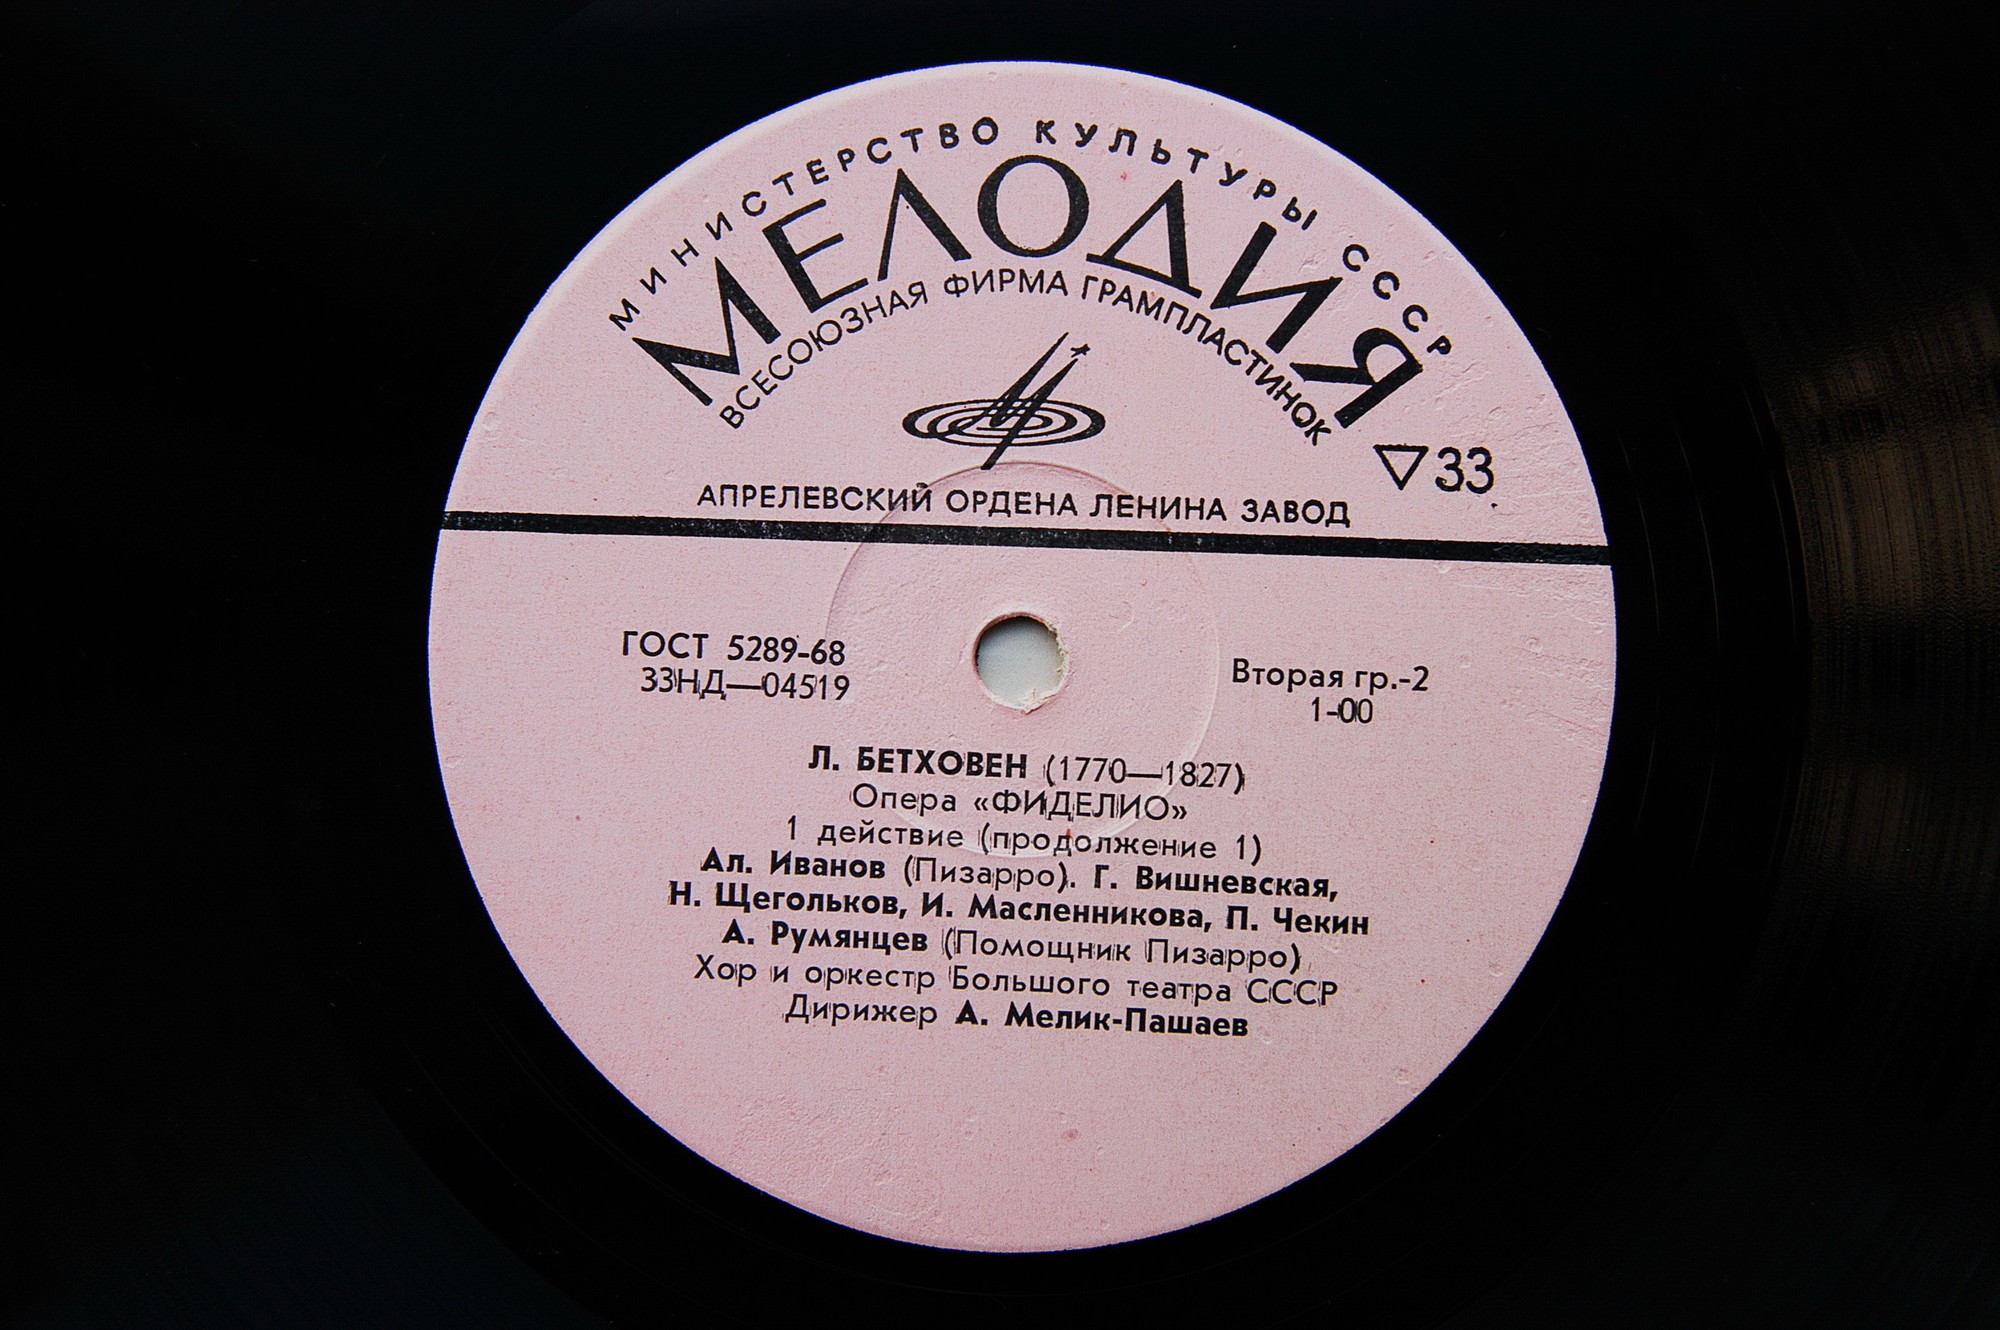 МИНИСТЕРСТВО КУЛЬТУРЫ СССР
МЕЛОДИЯ
ВСЕСОЮЗНАЯ ФИРМА ГРАМПЛАСТИНОК
33
АПРЕЛЕВСКИЙ ОРДЕНА ЛЕНИНА ЗАВОД
ГОСТ 5289-68
33НД—04519
Вторая гр.-2
1-00
Л. БЕТХОВЕН (1770—1827)
Опера «ФИДЕЛИО»
1 действие (продолжение 1)
Ал. Иванов (Пизарро). Г. Вишневская,
Н. Щегольков, И. Масленникова, П. Чекин
А. Румянцев (Помощник Пизарро)
Хор и оркестр Большого театра СССР
Дирижер А. Мелик-Пашаев